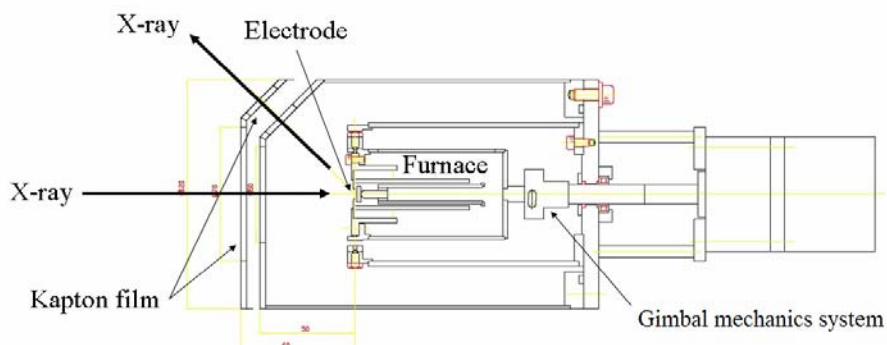 X-ray
Electrode
Furnace
X-ray
Kapton film
Gimbal mechanics system
50